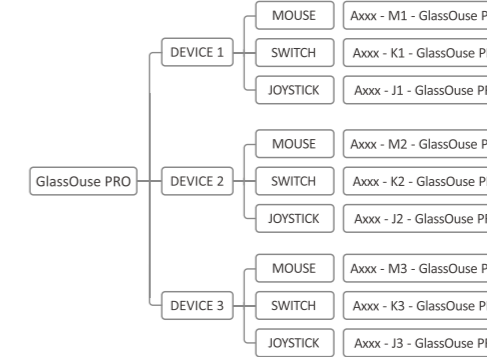 MOUSE Axxx - M1 - GlassOuse P
DEVICE 1 SWITCH Axxx - K1 - GlassOuse P
JOYSTICK Axxx - J1 - GlassOuse P
MOUSE Axxx - M2 - GlassOuse P
GlassOuse PRO DEVICE 2 SWITCH Axxx - K2 - GlassOuse P
JOYSTICK Axxx - J2 - GlassOuse P
MOUSE Axxx - M3 - GlassOuse P
DEVICE 3 SWITCH Axxx - K3 - GlassOuse P
JOYSTICK Axxx - J3 - GlassOuse P